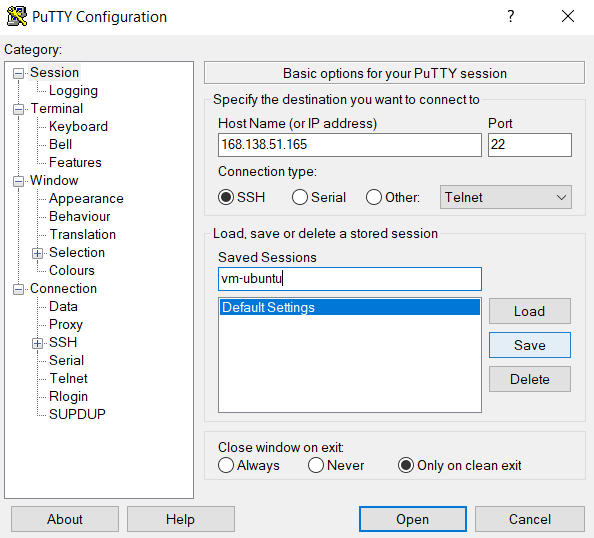 PuTTY Configuration
?
Category:
Session
Logging
Terminal
Keyboard
Bell
Features
Window
Appearance
Behaviour
Translation
Selection
Colours
Connection
Data
Proxy
SSH
Serial
Telnet
Rlogin
SUPDUP
Basic options for your PuTTY session
Specify the destination you want to connect to
Host Name (or IP address) Port
168.138.51.165 22
Connection type:
SSH Serial Other: Telnet
Load, save or delete a stored session
Saved Sessions
vm-ubuntu
Default Settings
Load
Save
Delete
Close window on exit:
Always Never Only on clean exit
About Help Open Cancel